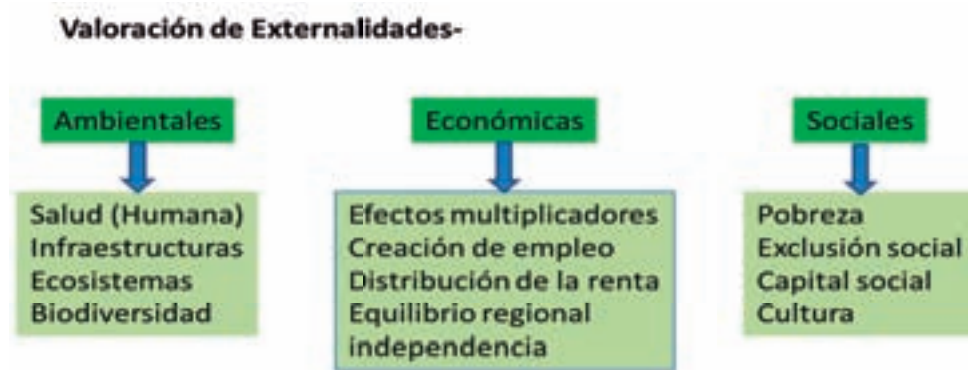 Valoración de Externalidades-
Ambientales
Salud (Humana)
Infraestructuras
Ecosistemas
Biodiversidad
Económicas
Efectos multiplicadores
Creación de empleo
Distribución de la renta
Equilibrio regional
independencia
Sociales
Pobreza
Exclusión social
Capital social
Cultura